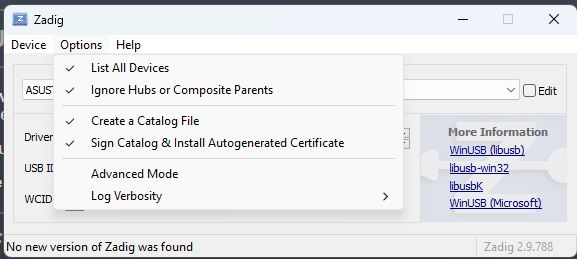 Zadig
Device Options Help
List All Devices
Ignore Hubs or Composite Parents
Create a Catalog File
Sign Catalog & Install Autogenerated Certificate
Advanced Mode
Log Verbosity
ASUS
Edit
Driver
USB ID
WCID
More Information
WinUSB (libusb)
libusb-win32
libusbK
WinUSB (Microsoft)
No new version of Zadig was found
Zadig 2.9.788